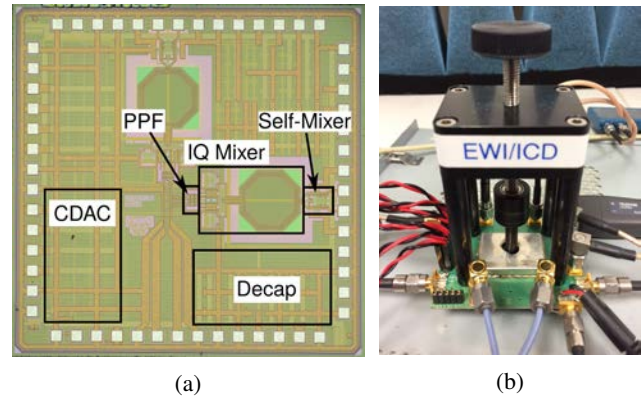 PPF
Self-Mixer
IQ Mixer
CDAC
Decap
EWI/ICD
(a)
(b)